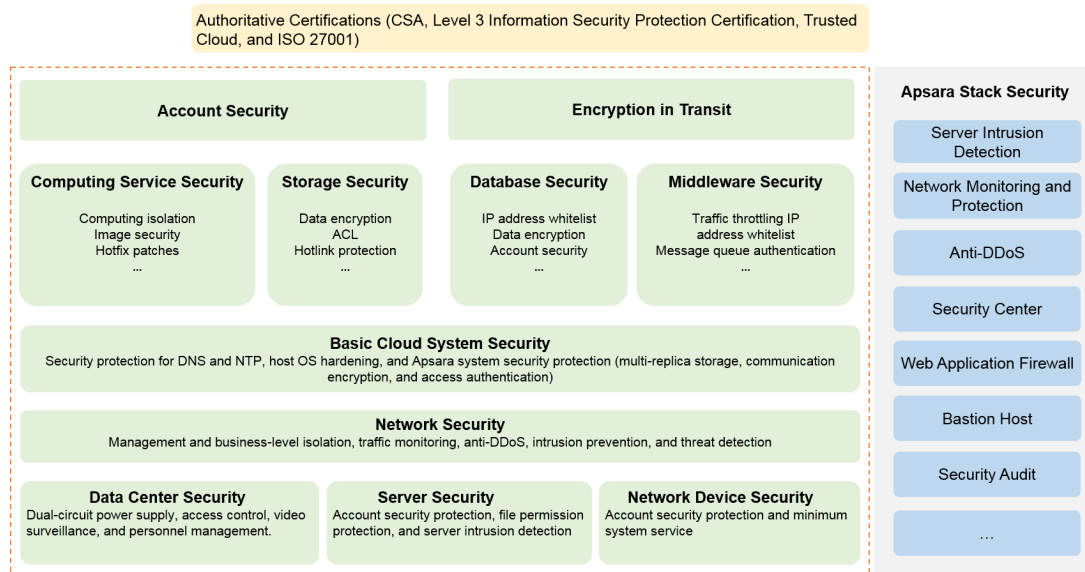 Authoritative Certifications (CSA, Level 3 Information Security Protection Certification, Trusted
Cloud, and ISO 27001)
Account Security
Encryption in Transit
Computing Service Security
Computing isolation
Image security
Hotfix patches
...
Storage Security
Data encryption
ACL
Hotlink protection
...
Database Security
IP address whitelist
Data encryption
Account security
...
Middleware Security
Traffic throttling IP
address whitelist
Message queue authentication
...
Basic Cloud System Security
Security protection for DNS and NTP, host OS hardening, and Apsara system security protection (multi-replica storage, communication
encryption, and access authentication)
Network Security
Management and business-level isolation, traffic monitoring, anti-DDoS, intrusion prevention, and threat detection
Data Center Security
Dual-circuit power supply, access control, video
surveillance, and personnel management.
Server Security
Account security protection, file permission
protection, and server intrusion detection
Network Device Security
Account security protection and minimum
system service
Apsara Stack Security
Server Intrusion
Detection
Network Monitoring and
Protection
Anti-DDoS
Security Center
Web Application Firewall
Bastion Host
Security Audit
...